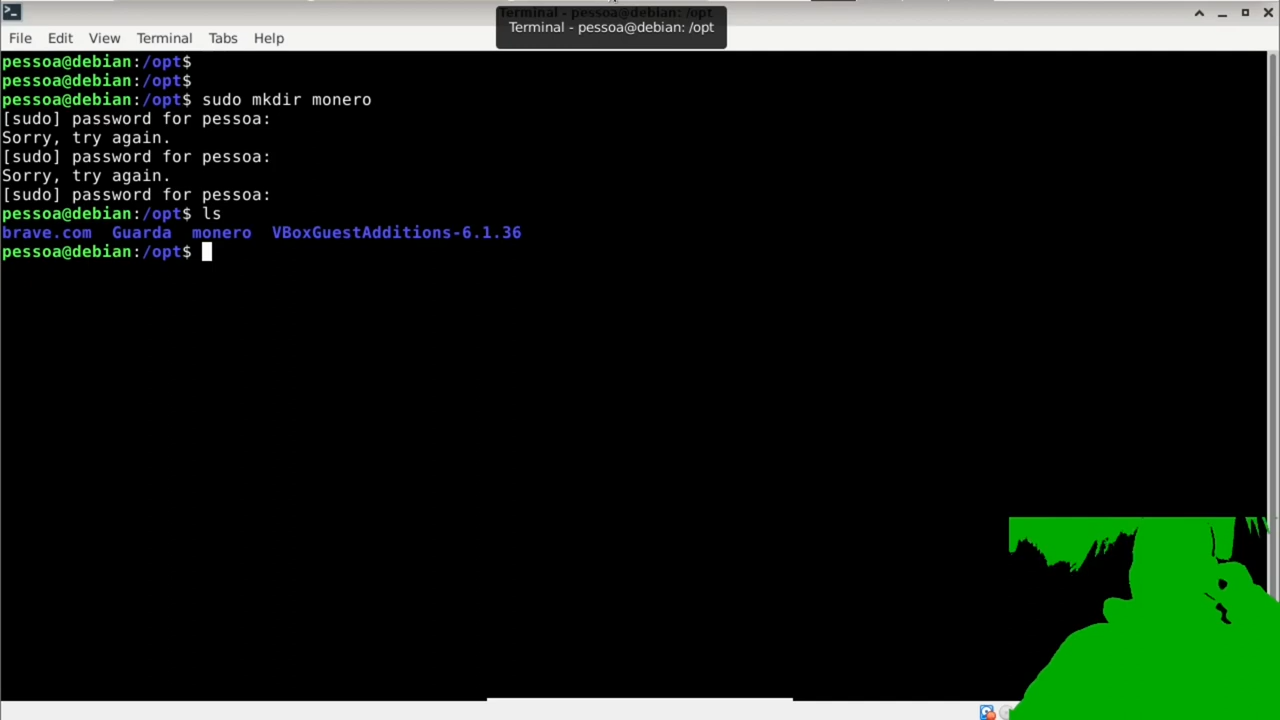 Terminal - pessoa@debian: /opt
Terminal - pessoa@debian: /opt
File Edit View Terminal Tabs Help
pessoa@debian:/opt$
pessoa@debian:/opt$
pessoa@debian:/opt$ sudo mkdir monero
[sudo] password for pessoa:
Sorry, try again.
[sudo] password for pessoa:
Sorry, try again.
[sudo] password for pessoa:
pessoa@debian:/opt$ ls
brave.com Guarda monero VBoxGuestAdditions-6.1.36
pessoa@debian:/opt$